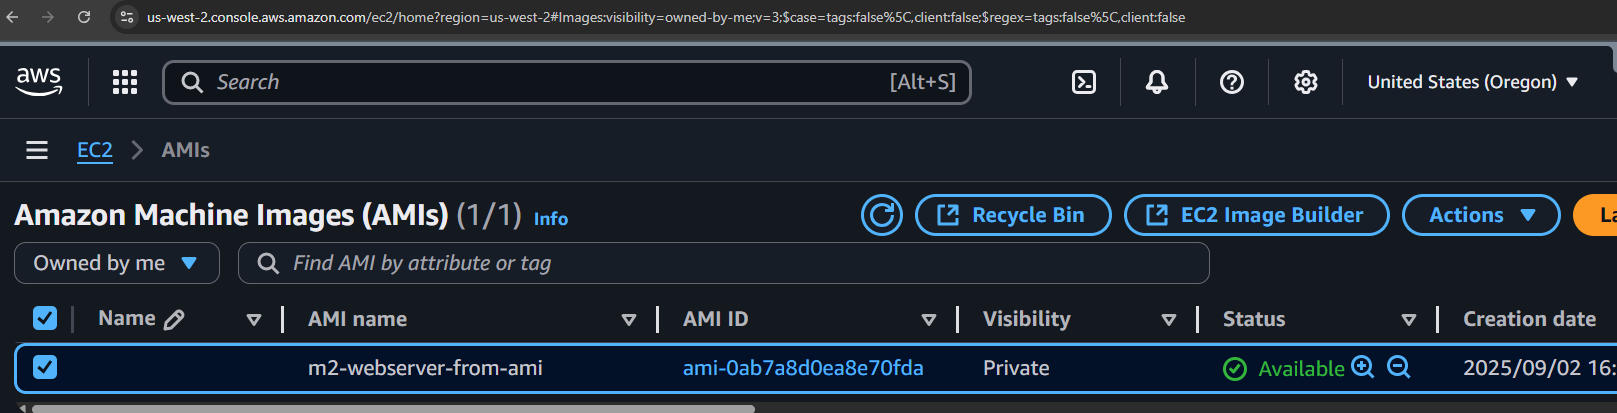 us-west-2.console.aws.amazon.com/ec2/home?region=us-west-2#Images:visibility=owned-by-me;v=3;$case=tags:false%5C,client:false;$regex=tags:false%5C,client:false
aws Search [Alt+S] United States (Oregon)
EC2 AMIs
Amazon Machine Images (AMIs) (1/1) Info Recycle Bin EC2 Image Builder Actions
Owned by me Find AMI by attribute or tag
Name AMI name AMI ID Visibility Status Creation date
m2-webserver-from-ami ami-0ab7a8d0ea8e70fda Private Available 2025/09/02 16: